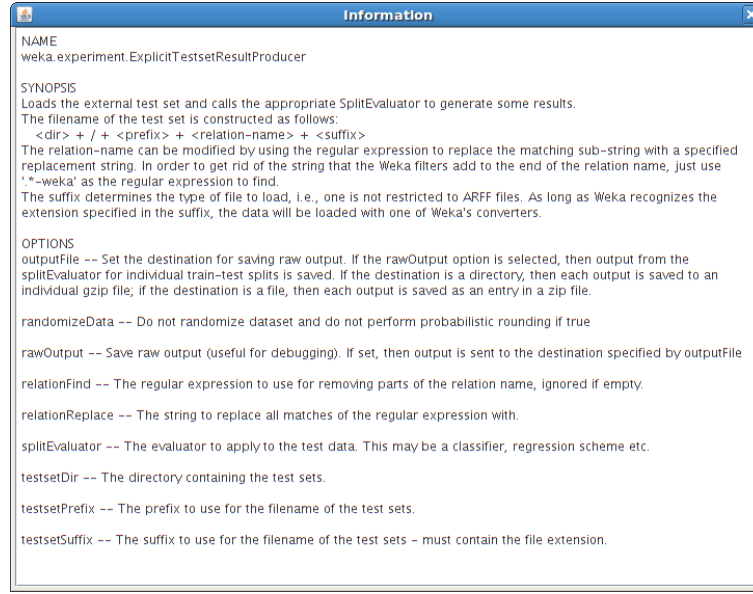 Information
NAME
weka.experiment.ExplicitTestsetResultProducer
SYNOPSIS
Loads the external test set and calls the appropriate SplitEvaluator to generate some results.
The filename of the test set is constructed as follows:
<dir> + / + <prefix> + <relation-name> + <suffix>
The relation-name can be modified by using the regular expression to replace the matching sub-string with a specified
replacement string. In order to get rid of the string that the Weka filters add to the end of the relation name, just use
'.*-weka' as the regular expression to find.
The suffix determines the type of file to load, i.e., one is not restricted to ARFF files. As long as Weka recognizes the
extension specified in the suffix, the data will be loaded with one of Weka's converters.
OPTIONS
outputFile -- Set the destination for saving raw output. If the rawOutput option is selected, then output from the
splitEvaluator for individual train-test splits is saved. If the destination is a directory, then each output is saved to an
individual gzip file; if the destination is a file, then each output is saved as an entry in a zip file.
randomizeData -- Do not randomize dataset and do not perform probabilistic rounding if true
rawOutput -- Save raw output (useful for debugging). If set, then output is sent to the destination specified by outputFile
relationFind -- The regular expression to use for removing parts of the relation name, ignored if empty.
relationReplace -- The string to replace all matches of the regular expression with.
splitEvaluator -- The evaluator to apply to the test data. This may be a classifier, regression scheme etc.
testsetDir -- The directory containing the test sets.
testsetPrefix -- The prefix to use for the filename of the test sets.
testsetSuffix -- The suffix to use for the filename of the test sets - must contain the file extension.